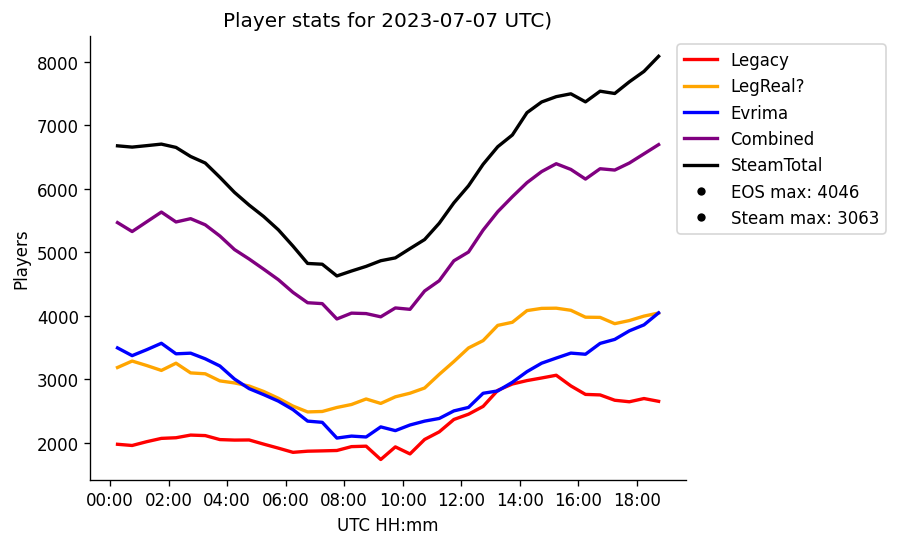 Player stats for 2023-07-07 UTC)
8000
7000
6000
5000
4000
3000
2000
Players
00:00 02:00 04:00 06:00 08:00 10:00 12:00 14:00 16:00 18:00
UTC HH:mm
Legacy
LegReal?
Evrima
Combined
SteamTotal
EOS max: 4046
Steam max: 3063